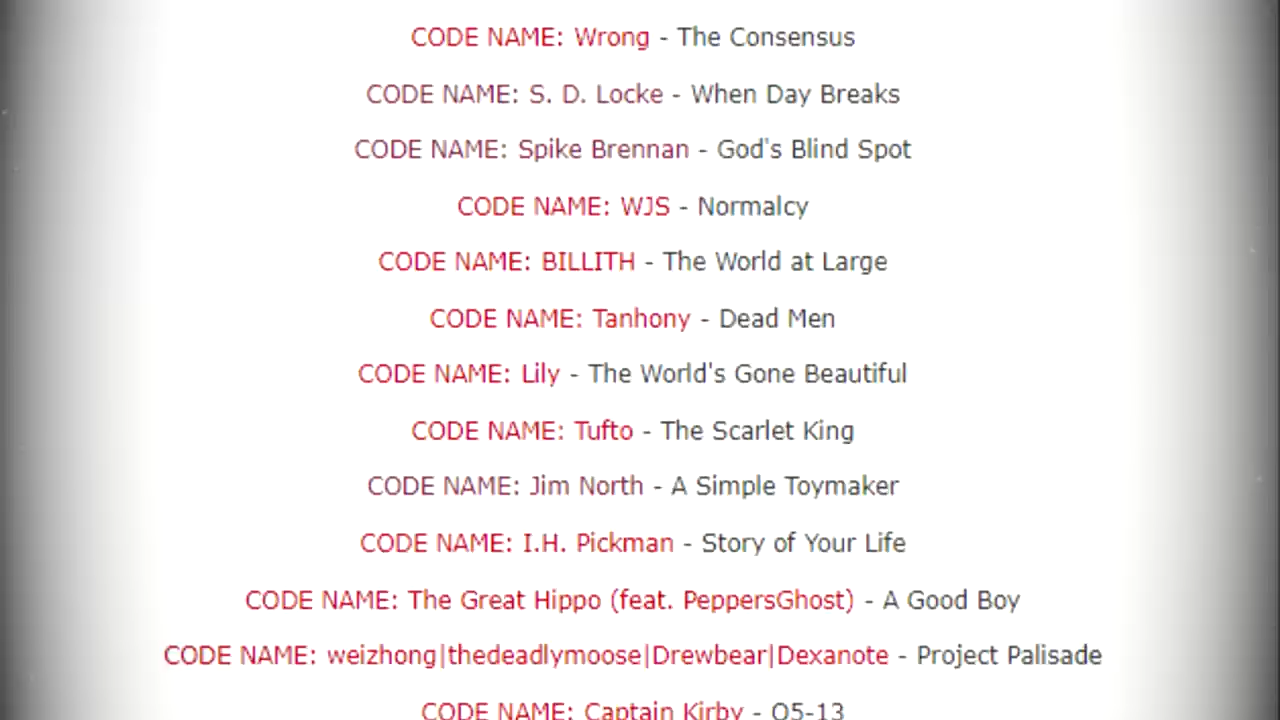 CODE NAME: Wrong - The Consensus
CODE NAME: S. D. Locke - When Day Breaks
CODE NAME: Spike Brennan - God's Blind Spot
CODE NAME: WJS - Normalcy
CODE NAME: BILLITH - The World at Large
CODE NAME: Tanhony - Dead Men
CODE NAME: Lily - The World's Gone Beautiful
CODE NAME: Tufto - The Scarlet King
CODE NAME: Jim North - A Simple Toymaker
CODE NAME: I.H. Pickman - Story of Your Life
CODE NAME: The Great Hippo (feat. PeppersGhost) - A Good Boy
CODE NAME: weizhong|thedeadlymoose|Drewbear|Dexanote - Project Palisade
CODE NAME: Captain Kirby - O5-13